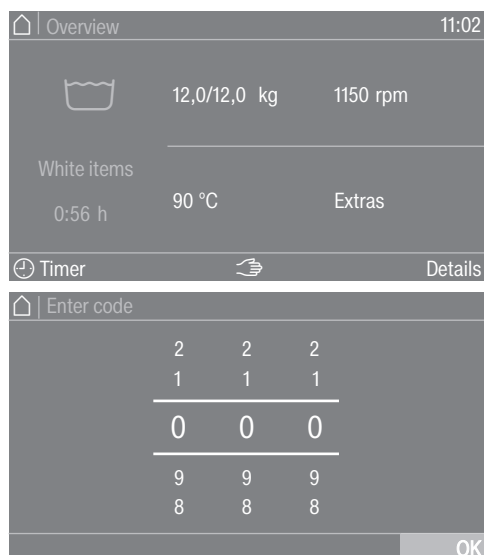 Overview 11:02
12,0/12,0 kg 1150 rpm
White items
0:56 h
90 °C Extras
Timer Details
Enter code
2 2 2
1 1 1
0 0 0
9 9 9
8 8 8
OK